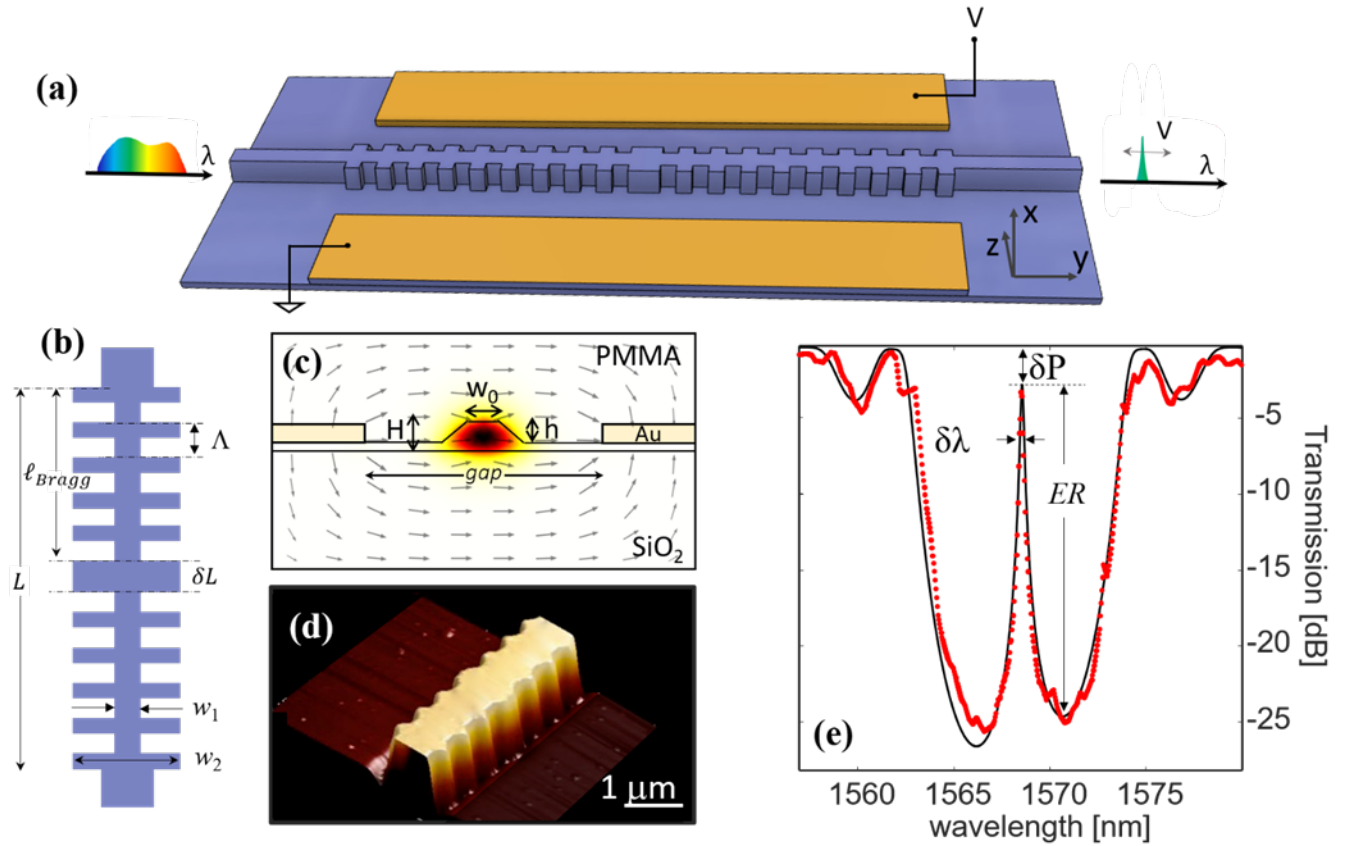 (a)
λ
V
V
λ
x
z
y
(b)
Λ
ℓ_Bragg
L
δL
w₁
w₂
(c)
PMMA
w₀
H
h
Au
gap
SiO₂
(d)
1 μm
(e)
δP
δλ
ER
-5
-10
-15
-20
-25
Transmission [dB]
1560 1565 1570 1575
wavelength [nm]